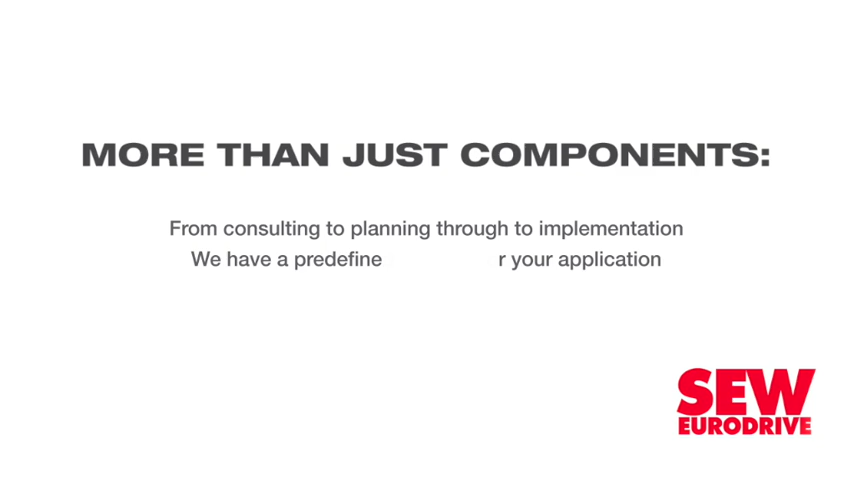 MORE THAN JUST COMPONENTS:
From consulting to planning through to implementation
We have a predefine r your application
SEW
EURODRIVE